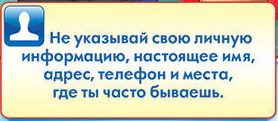 Не указывай свою личную
информацию, настоящее имя,
адрес, телефон и места,
где ты часто бываешь.